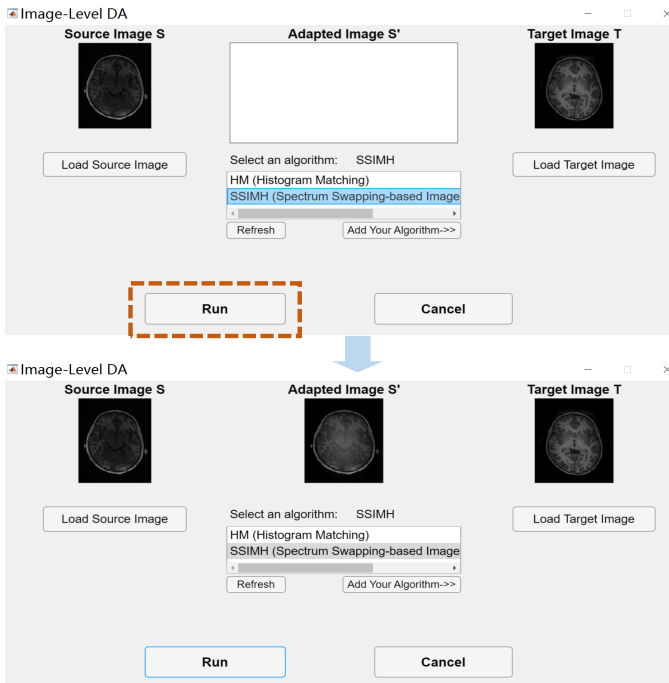 Image-Level DA
Source Image S Adapted Image S' Target Image T
Load Source Image Select an algorithm: SSIMH Load Target Image
HM (Histogram Matching)
SSIMH (Spectrum Swapping-based Image
Refresh Add Your Algorithm->>
Run Cancel
Image-Level DA
Source Image S Adapted Image S' Target Image T
Load Source Image Select an algorithm: SSIMH Load Target Image
HM (Histogram Matching)
SSIMH (Spectrum Swapping-based Image
Refresh Add Your Algorithm->>
Run Cancel